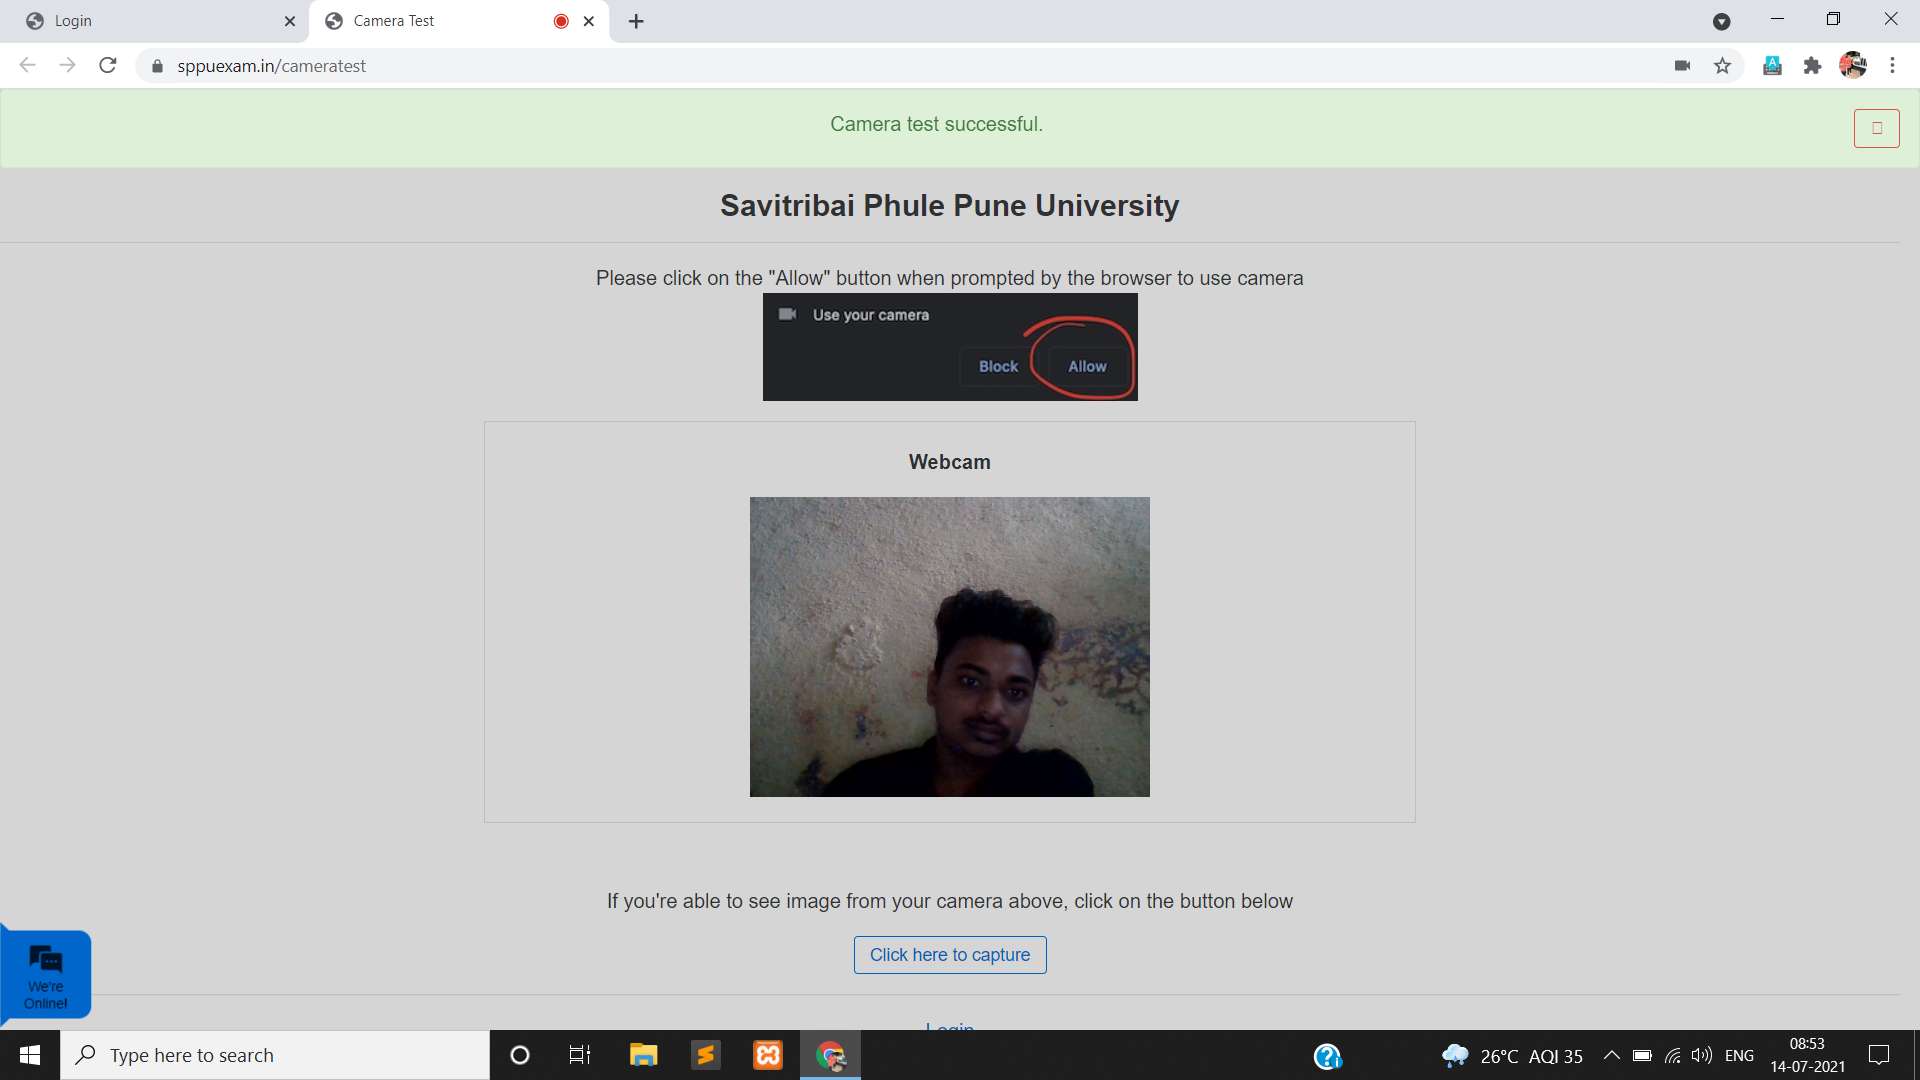 Login
Camera Test
sppuexam.in/cameratest
Camera test successful.
Savitribai Phule Pune University
Please click on the "Allow" button when prompted by the browser to use camera
Use your camera
Block
Allow
Webcam
If you're able to see image from your camera above, click on the button below
Click here to capture
We're
Online!
Login
Type here to search
26°C AQI 35
ENG
08:53
14-07-2021